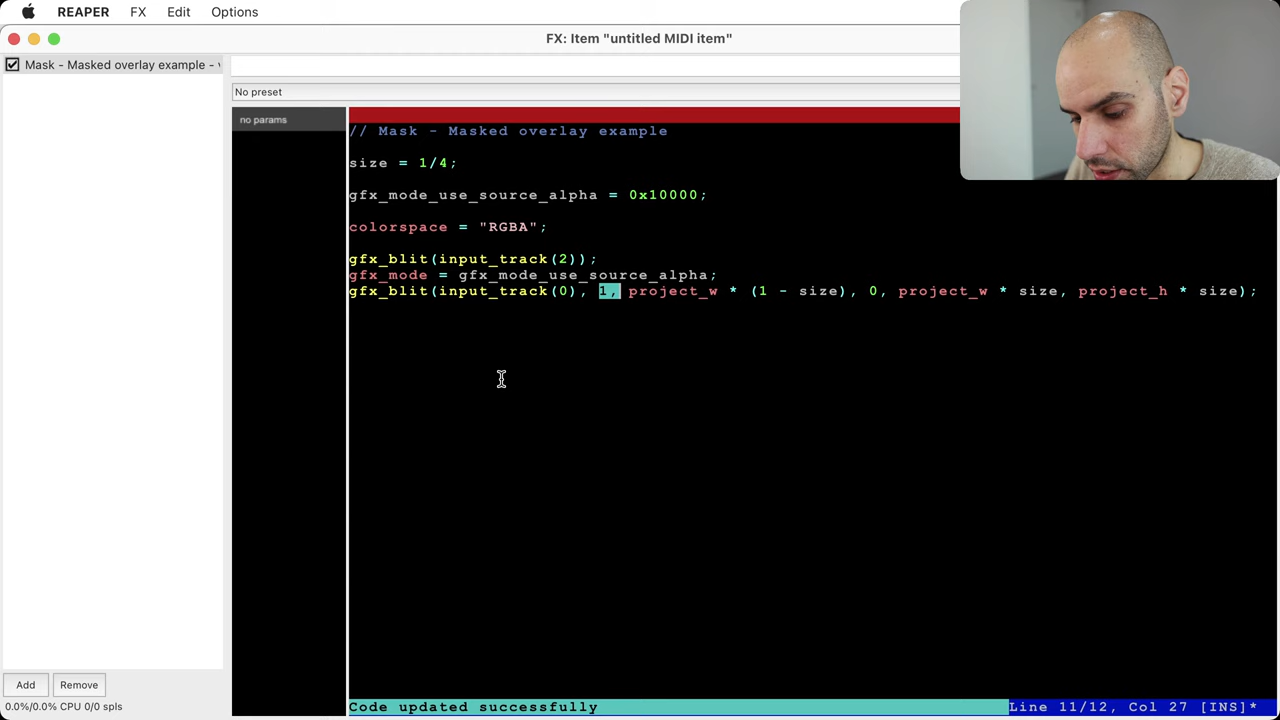 REAPER FX Edit Options
FX: Item "untitled MIDI item"
Mask - Masked overlay example -
No preset
no params
// Mask - Masked overlay example
size = 1/4;
gfx_mode_use_source_alpha = 0x10000;
colorspace = "RGBA";
gfx_blit(input_track(2));
gfx_mode = gfx_mode_use_source_alpha;
gfx_blit(input_track(0), 1, project_w * (1 - size), 0, project_w * size, project_h * size);
Add Remove
0.0%/0.0% CPU 0/0 spls
Code updated successfully
Line 11/12, Col 27 [INS]*